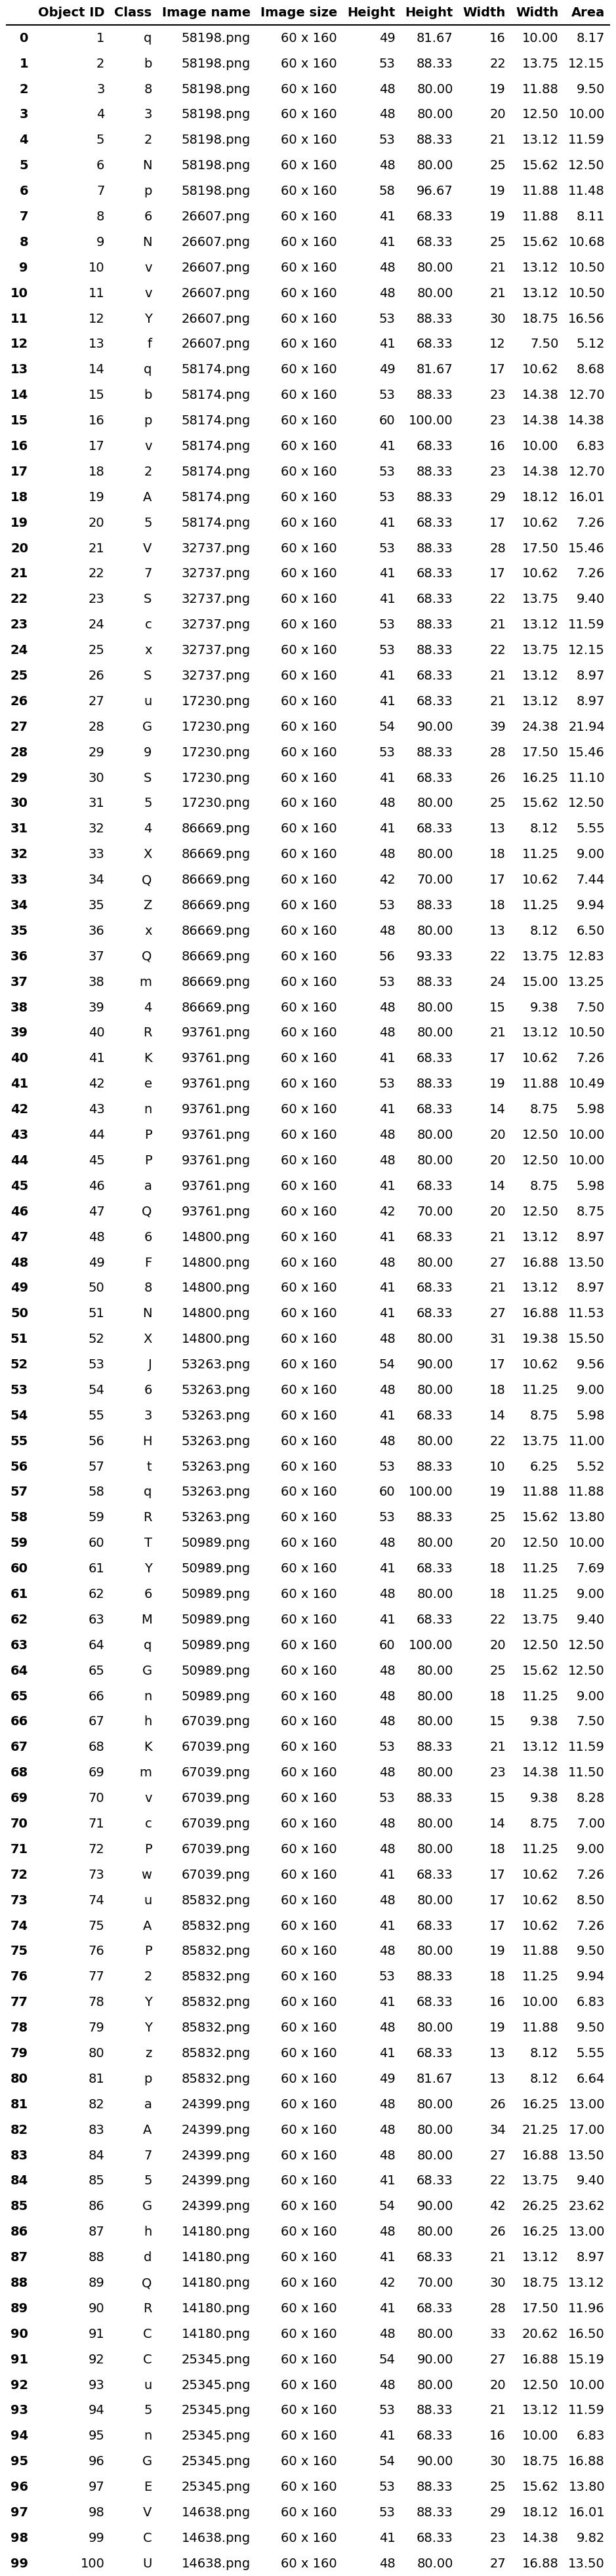 Object ID Class Image name Image size Height Height Width Width Area
0 1 q 58198.png 60 x 160 49 81.67 16 10.00 8.17
1 2 b 58198.png 60 x 160 53 88.33 22 13.75 12.15
2 3 8 58198.png 60 x 160 48 80.00 19 11.88 9.50
3 4 3 58198.png 60 x 160 48 80.00 20 12.50 10.00
4 5 2 58198.png 60 x 160 53 88.33 21 13.12 11.59
5 6 N 58198.png 60 x 160 48 80.00 25 15.62 12.50
6 7 p 58198.png 60 x 160 58 96.67 19 11.88 11.48
7 8 6 26607.png 60 x 160 41 68.33 19 11.88 8.11
8 9 N 26607.png 60 x 160 41 68.33 25 15.62 10.68
9 10 v 26607.png 60 x 160 48 80.00 21 13.12 10.50
10 11 v 26607.png 60 x 160 48 80.00 21 13.12 10.50
11 12 Y 26607.png 60 x 160 53 88.33 30 18.75 16.56
12 13 f 26607.png 60 x 160 41 68.33 12 7.50 5.12
13 14 q 58174.png 60 x 160 49 81.67 17 10.62 8.68
14 15 b 58174.png 60 x 160 53 88.33 23 14.38 12.70
15 16 p 58174.png 60 x 160 60 100.00 23 14.38 14.38
16 17 v 58174.png 60 x 160 41 68.33 16 10.00 6.83
17 18 2 58174.png 60 x 160 53 88.33 23 14.38 12.70
18 19 A 58174.png 60 x 160 53 88.33 29 18.12 16.01
19 20 5 58174.png 60 x 160 41 68.33 17 10.62 7.26
20 21 V 32737.png 60 x 160 53 88.33 28 17.50 15.46
21 22 7 32737.png 60 x 160 41 68.33 17 10.62 7.26
22 23 S 32737.png 60 x 160 41 68.33 22 13.75 9.40
23 24 c 32737.png 60 x 160 53 88.33 21 13.12 11.59
24 25 x 32737.png 60 x 160 53 88.33 22 13.75 12.15
25 26 S 32737.png 60 x 160 41 68.33 21 13.12 8.97
26 27 u 17230.png 60 x 160 41 68.33 21 13.12 8.97
27 28 G 17230.png 60 x 160 54 90.00 39 24.38 21.94
28 29 9 17230.png 60 x 160 53 88.33 28 17.50 15.46
29 30 S 17230.png 60 x 160 41 68.33 26 16.25 11.10
30 31 5 17230.png 60 x 160 48 80.00 25 15.62 12.50
31 32 4 86669.png 60 x 160 41 68.33 13 8.12 5.55
32 33 X 86669.png 60 x 160 48 80.00 18 11.25 9.00
33 34 Q 86669.png 60 x 160 42 70.00 17 10.62 7.44
34 35 Z 86669.png 60 x 160 53 88.33 18 11.25 9.94
35 36 x 86669.png 60 x 160 48 80.00 13 8.12 6.50
36 37 Q 86669.png 60 x 160 56 93.33 22 13.75 12.83
37 38 m 86669.png 60 x 160 53 88.33 24 15.00 13.25
38 39 4 86669.png 60 x 160 48 80.00 15 9.38 7.50
39 40 R 93761.png 60 x 160 48 80.00 21 13.12 10.50
40 41 K 93761.png 60 x 160 41 68.33 17 10.62 7.26
41 42 e 93761.png 60 x 160 53 88.33 19 11.88 10.49
42 43 n 93761.png 60 x 160 41 68.33 14 8.75 5.98
43 44 P 93761.png 60 x 160 48 80.00 20 12.50 10.00
44 45 P 93761.png 60 x 160 48 80.00 20 12.50 10.00
45 46 a 93761.png 60 x 160 41 68.33 14 8.75 5.98
46 47 Q 93761.png 60 x 160 42 70.00 20 12.50 8.75
47 48 6 14800.png 60 x 160 41 68.33 21 13.12 8.97
48 49 F 14800.png 60 x 160 48 80.00 27 16.88 13.50
49 50 8 14800.png 60 x 160 41 68.33 21 13.12 8.97
50 51 N 14800.png 60 x 160 41 68.33 27 16.88 11.53
51 52 X 14800.png 60 x 160 48 80.00 31 19.38 15.50
52 53 J 53263.png 60 x 160 54 90.00 17 10.62 9.56
53 54 6 53263.png 60 x 160 48 80.00 18 11.25 9.00
54 55 3 53263.png 60 x 160 41 68.33 14 8.75 5.98
55 56 H 53263.png 60 x 160 48 80.00 22 13.75 11.00
56 57 t 53263.png 60 x 160 53 88.33 10 6.25 5.52
57 58 q 53263.png 60 x 160 60 100.00 19 11.88 11.88
58 59 R 53263.png 60 x 160 53 88.33 25 15.62 13.80
59 60 T 50989.png 60 x 160 48 80.00 20 12.50 10.00
60 61 Y 50989.png 60 x 160 41 68.33 18 11.25 7.69
61 62 6 50989.png 60 x 160 48 80.00 18 11.25 9.00
62 63 M 50989.png 60 x 160 41 68.33 22 13.75 9.40
63 64 q 50989.png 60 x 160 60 100.00 20 12.50 12.50
64 65 G 50989.png 60 x 160 48 80.00 25 15.62 12.50
65 66 n 50989.png 60 x 160 48 80.00 18 11.25 9.00
66 67 h 67039.png 60 x 160 48 80.00 15 9.38 7.50
67 68 K 67039.png 60 x 160 53 88.33 21 13.12 11.59
68 69 m 67039.png 60 x 160 48 80.00 23 14.38 11.50
69 70 v 67039.png 60 x 160 53 88.33 15 9.38 8.28
70 71 c 67039.png 60 x 160 48 80.00 14 8.75 7.00
71 72 P 67039.png 60 x 160 48 80.00 18 11.25 9.00
72 73 w 67039.png 60 x 160 41 68.33 17 10.62 7.26
73 74 u 85832.png 60 x 160 48 80.00 17 10.62 8.50
74 75 A 85832.png 60 x 160 41 68.33 17 10.62 7.26
75 76 P 85832.png 60 x 160 48 80.00 19 11.88 9.50
76 77 2 85832.png 60 x 160 53 88.33 18 11.25 9.94
77 78 Y 85832.png 60 x 160 41 68.33 16 10.00 6.83
78 79 Y 85832.png 60 x 160 48 80.00 19 11.88 9.50
79 80 z 85832.png 60 x 160 41 68.33 13 8.12 5.55
80 81 p 85832.png 60 x 160 49 81.67 13 8.12 6.64
81 82 a 24399.png 60 x 160 48 80.00 26 16.25 13.00
82 83 A 24399.png 60 x 160 48 80.00 34 21.25 17.00
83 84 7 24399.png 60 x 160 48 80.00 27 16.88 13.50
84 85 5 24399.png 60 x 160 41 68.33 22 13.75 9.40
85 86 G 24399.png 60 x 160 54 90.00 42 26.25 23.62
86 87 h 14180.png 60 x 160 48 80.00 26 16.25 13.00
87 88 d 14180.png 60 x 160 41 68.33 21 13.12 8.97
88 89 Q 14180.png 60 x 160 42 70.00 30 18.75 13.12
89 90 R 14180.png 60 x 160 41 68.33 28 17.50 11.96
90 91 C 14180.png 60 x 160 48 80.00 33 20.62 16.50
91 92 C 25345.png 60 x 160 54 90.00 27 16.88 15.19
92 93 u 25345.png 60 x 160 48 80.00 20 12.50 10.00
93 94 5 25345.png 60 x 160 53 88.33 21 13.12 11.59
94 95 n 25345.png 60 x 160 41 68.33 16 10.00 6.83
95 96 G 25345.png 60 x 160 54 90.00 30 18.75 16.88
96 97 E 25345.png 60 x 160 53 88.33 25 15.62 13.80
97 98 V 14638.png 60 x 160 53 88.33 29 18.12 16.01
98 99 C 14638.png 60 x 160 41 68.33 23 14.38 9.82
99 100 U 14638.png 60 x 160 48 80.00 27 16.88 13.50